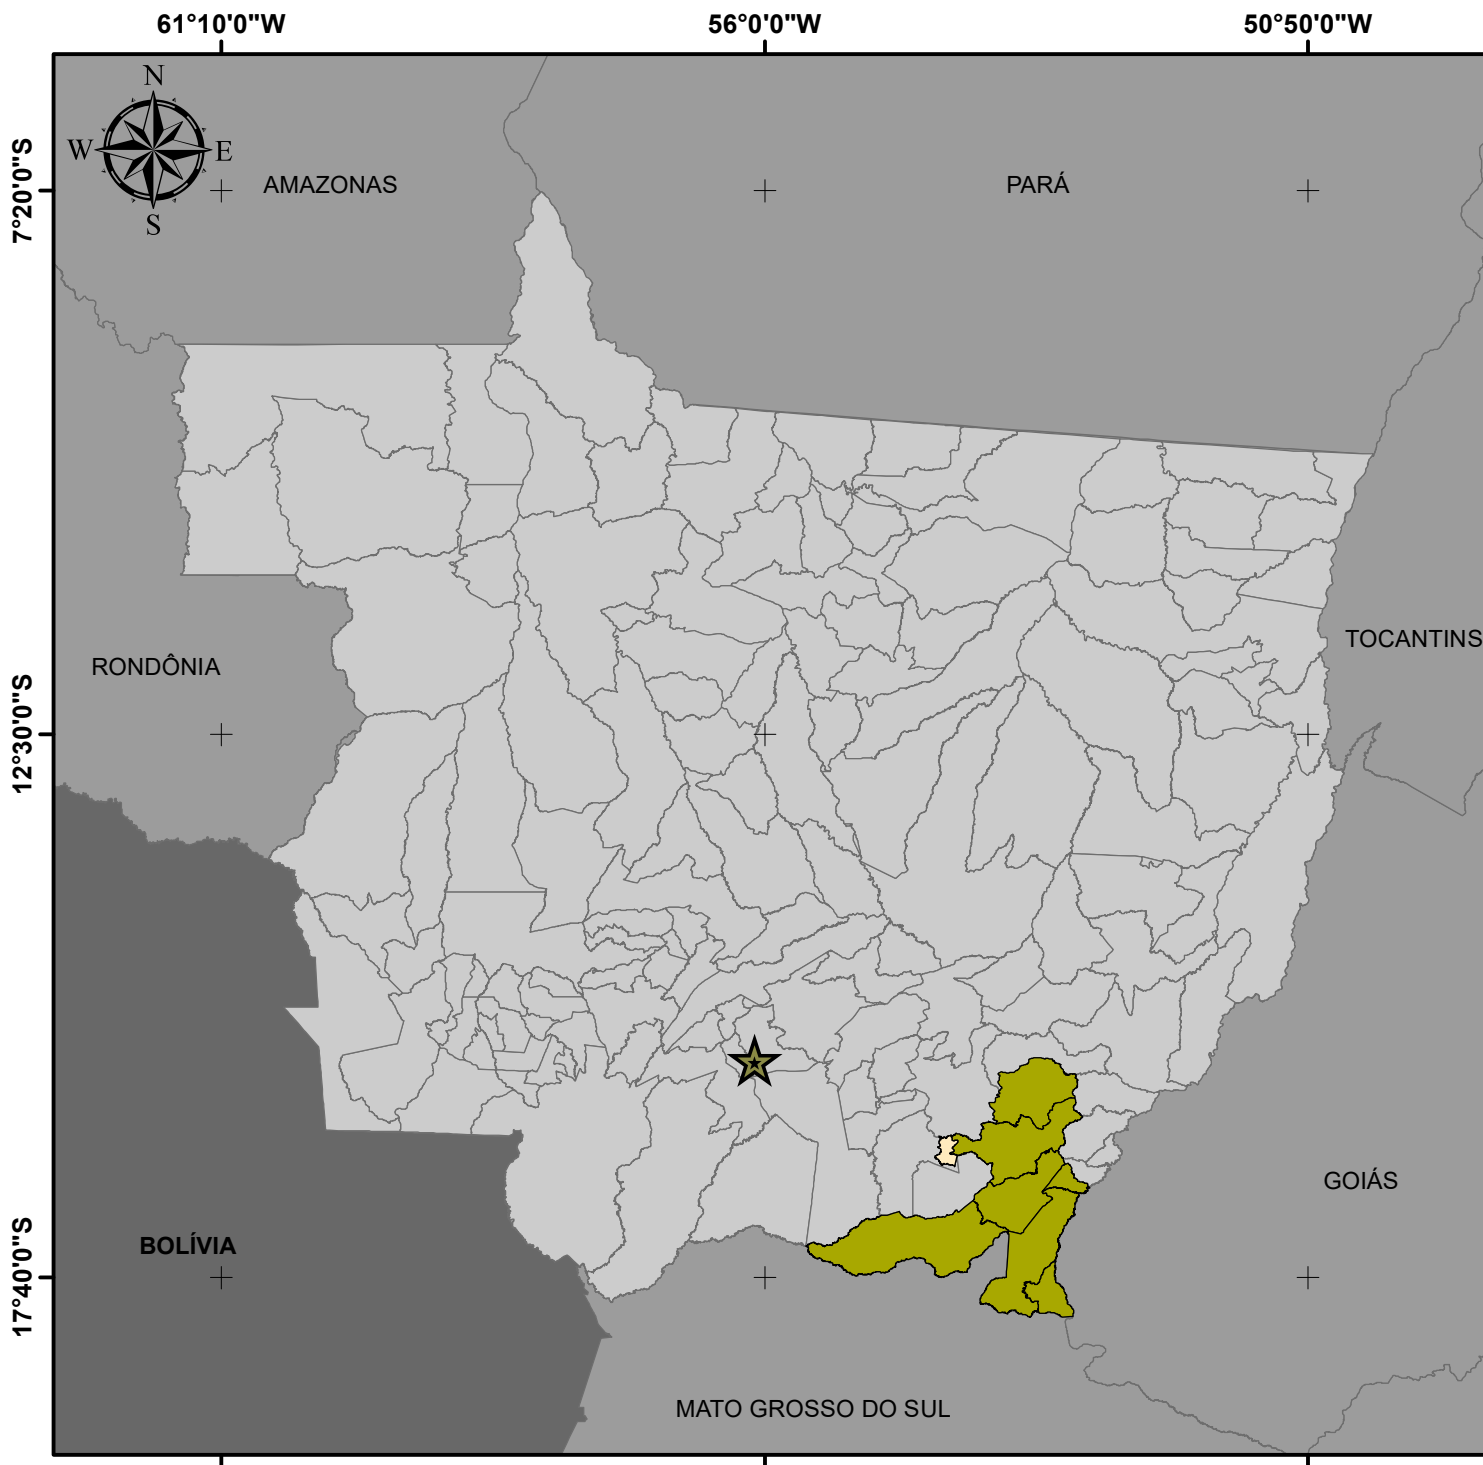 61°10'0"W 56°0'0"W 50°50'0"W
N
W E
S
7°20'0"S
AMAZONAS PARÁ
TOCANTINS
RONDÔNIA
12°30'0"S
GOIÁS
BOLÍVIA
17°40'0"S
MATO GROSSO DO SUL